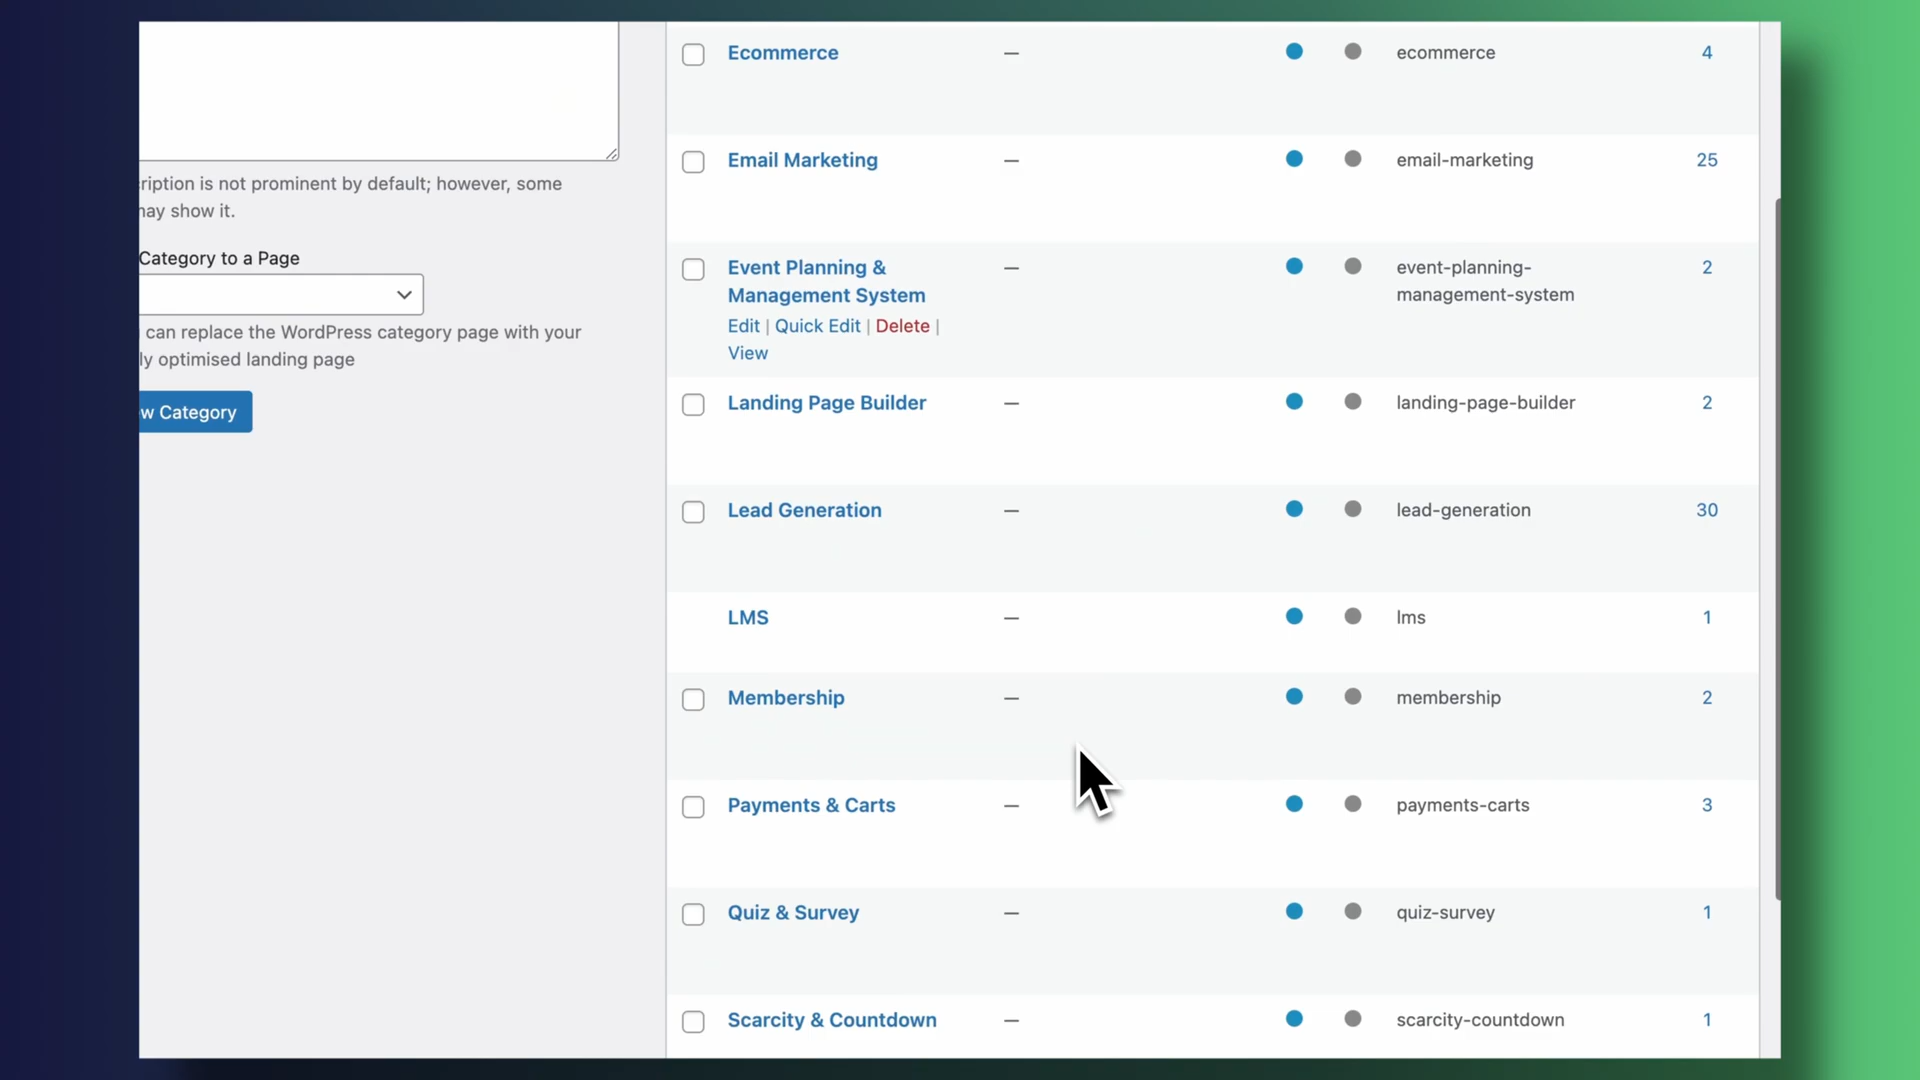 ription is not prominent by default; however, some
may show it.
Category to a Page
can replace the WordPress category page with your
ly optimised landing page
w Category
Ecommerce — ecommerce 4
Email Marketing — email-marketing 25
Event Planning & — event-planning- 2
Management System management-system
Edit | Quick Edit | Delete |
View
Landing Page Builder — landing-page-builder 2
Lead Generation — lead-generation 30
LMS — lms 1
Membership — membership 2
Payments & Carts — payments-carts 3
Quiz & Survey — quiz-survey 1
Scarcity & Countdown — scarcity-countdown 1